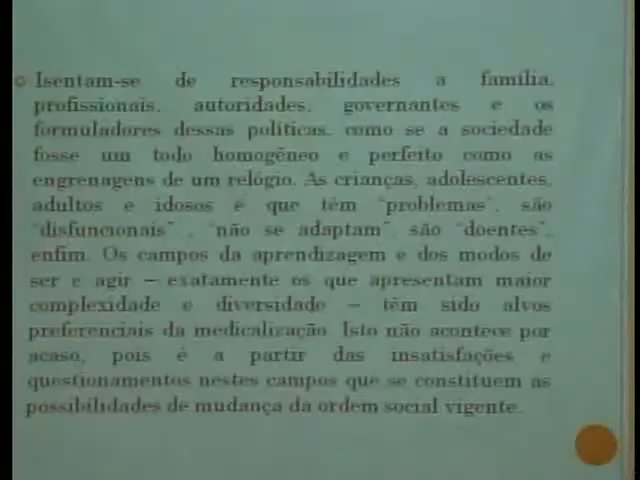 Isentam-se de responsabilidades a família,
profissionais, autoridades, governantes e os
formuladores dessas políticas, como se a sociedade
fosse um todo homogêneo e perfeito como as
engrenagens de um relógio. As crianças, adolescentes,
adultos e idosos é que têm "problemas", são
"disfuncionais" , "não se adaptam", são "doentes",
enfim. Os campos da aprendizagem e dos modos de
ser e agir – exatamente os que apresentam maior
complexidade e diversidade – têm sido alvos
preferenciais da medicalização. Isto não acontece por
acaso, pois é a partir das insatisfações e
questionamentos nestes campos que se constituem as
possibilidades de mudança da ordem social vigente.